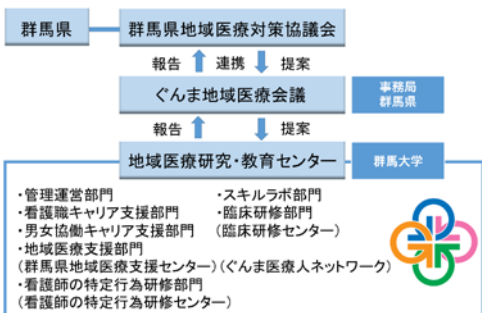 群馬県
群馬県地域医療対策協議会
報告 連携 提案
ぐんま地域医療会議
事務局
群馬県
報告 提案
地域医療研究・教育センター
群馬大学
・管理運営部門 ・スキルラボ部門
・看護職キャリア支援部門 ・臨床研修部門
・男女協働キャリア支援部門 (臨床研修センター)
・地域医療支援部門
(群馬県地域医療支援センター)(ぐんま医療人ネットワーク)
・看護師の特定行為研修部門
(看護師の特定行為研修センター)